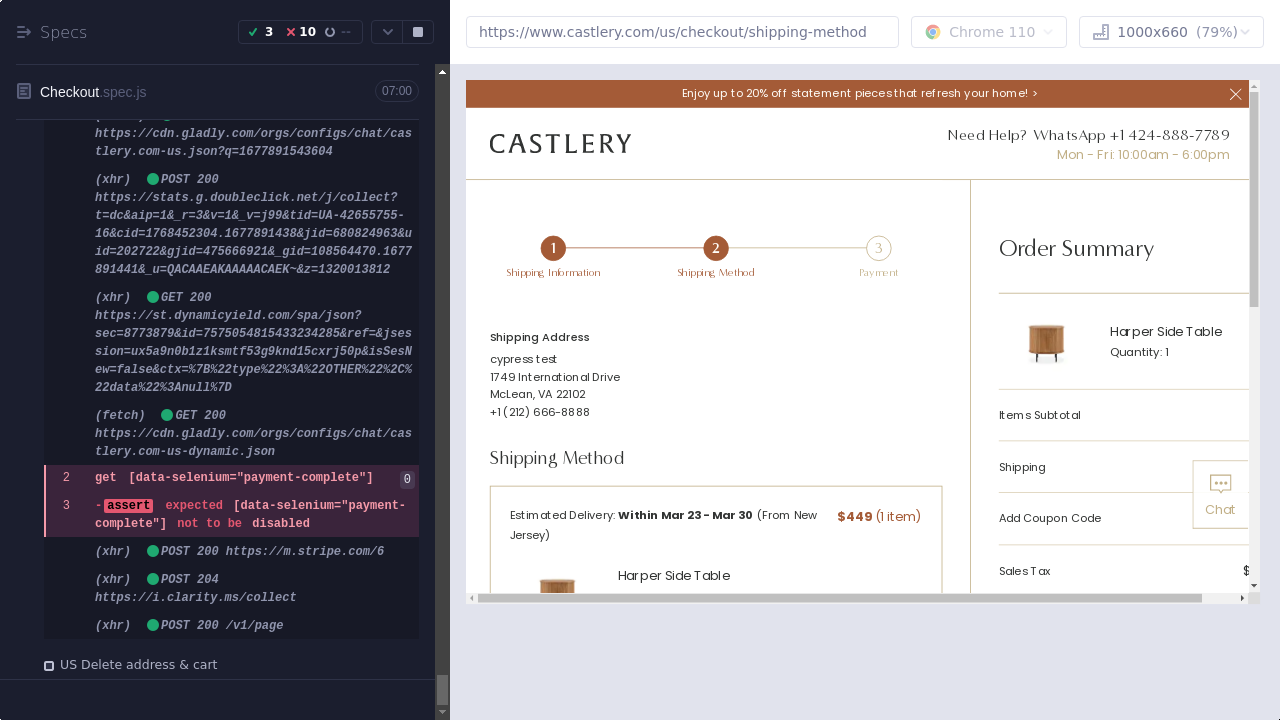 Specs
3
10
--
Checkout.spec.js
07:00
https://cdn.gladly.com/orgs/configs/chat/cas
tlery.com-us.json?q=1677891543604
(xhr) POST 200
https://stats.g.doubleclick.net/j/collect?
t=dc&aip=1&_r=3&v=1&_v=j99&tid=UA-42655755-
16&cid=1768452304.1677891438&jid=680824963&u
id=202722&gjid=475666921&_gid=108564470.1677
891441&_u=QACAAEAKAAAAACAEK~&z=1320013812
(xhr) GET 200
https://st.dynamicyield.com/spa/json?
sec=8773879&id=7575054815433234285&ref=&jses
sion=ux5a9n0b1z1ksmtf53g9knd15cxrj50p&isSesN
ew=false&ctx=%7B%22type%22%3A%22OTHER%22%2C%
22data%22%3Anull%7D
(fetch) GET 200
https://cdn.gladly.com/orgs/configs/chat/cas
tlery.com-us-dynamic.json
2 get [data-selenium="payment-complete"] 0
3 -assert expected [data-selenium="payment-
complete"] not to be disabled
(xhr) POST 200 https://m.stripe.com/6
(xhr) POST 204
https://i.clarity.ms/collect
(xhr) POST 200 /v1/page
US Delete address & cart
https://www.castlery.com/us/checkout/shipping-method
Chrome 110
1000x660 (79%)
Enjoy up to 20% off statement pieces that refresh your home! >
CASTLERY
Need Help? WhatsApp +1 424-888-7789
Mon - Fri: 10:00am - 6:00pm
1
2
3
Shipping Information
Shipping Method
Payment
Shipping Address
cypress test
1749 International Drive
McLean, VA 22102
+1 (212) 666-8888
Shipping Method
Estimated Delivery: Within Mar 23 - Mar 30 (From New
Jersey)
$449 (1 item)
Harper Side Table
Order Summary
Harper Side Table
Quantity: 1
Items Subtotal
Shipping
Add Coupon Code
Sales Tax
$
Chat